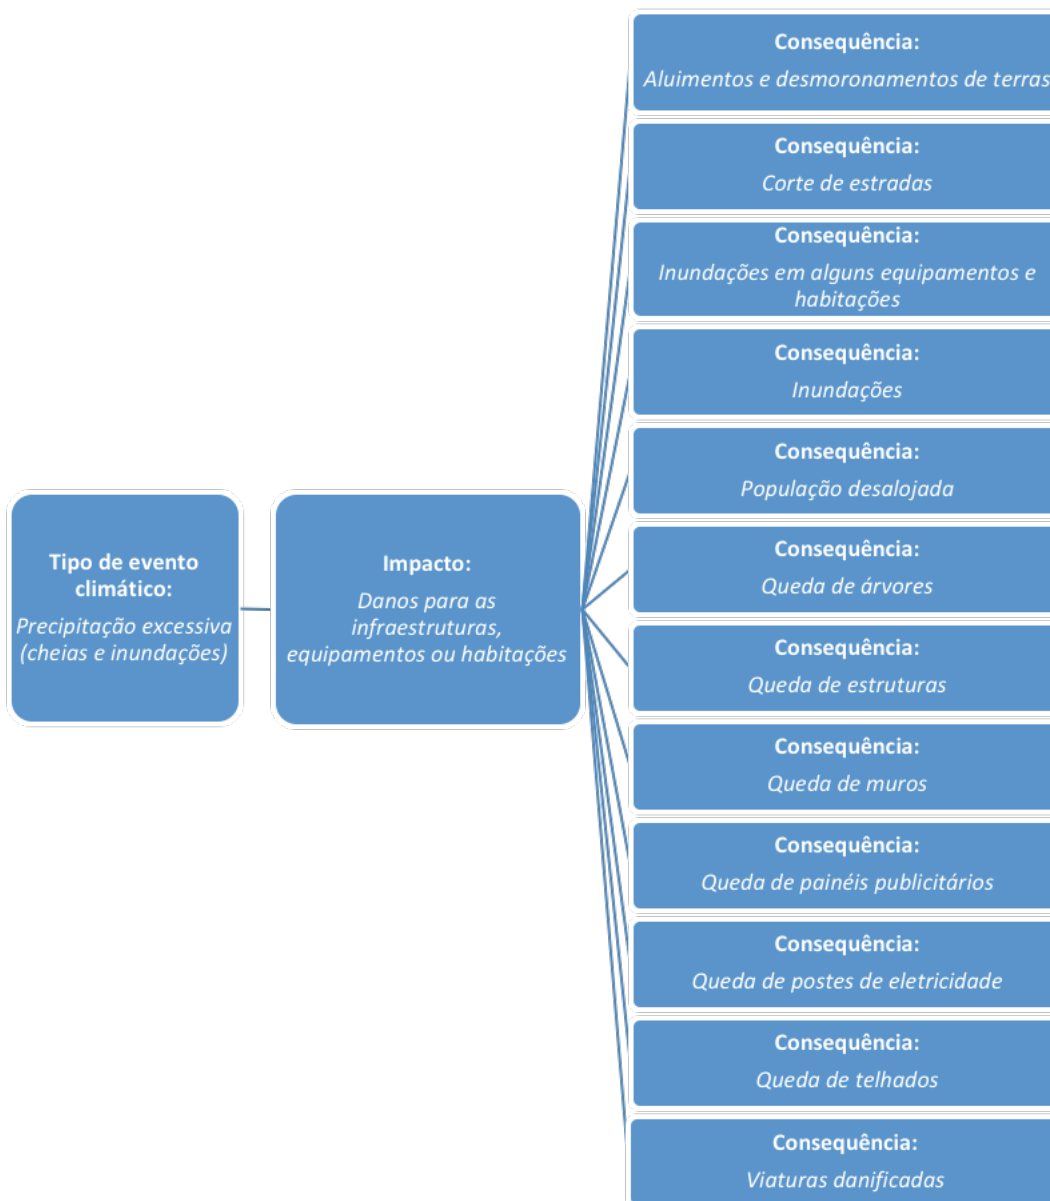 Tipo de evento
climático:
Precipitação excessiva
(cheias e inundações)
Impacto:
Danos para as
infraestruturas,
equipamentos ou habitações
Consequência:
Aluimentos e desmoronamentos de terras
Consequência:
Corte de estradas
Consequência:
Inundações em alguns equipamentos e
habitações
Consequência:
Inundações
Consequência:
População desalojada
Consequência:
Queda de árvores
Consequência:
Queda de estruturas
Consequência:
Queda de muros
Consequência:
Queda de painéis publicitários
Consequência:
Queda de postes de eletricidade
Consequência:
Queda de telhados
Consequência:
Viaturas danificadas